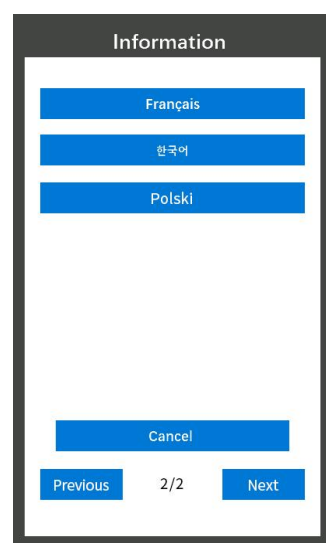 Information
Français
한국어
Polski
Cancel
Previous 2/2 Next